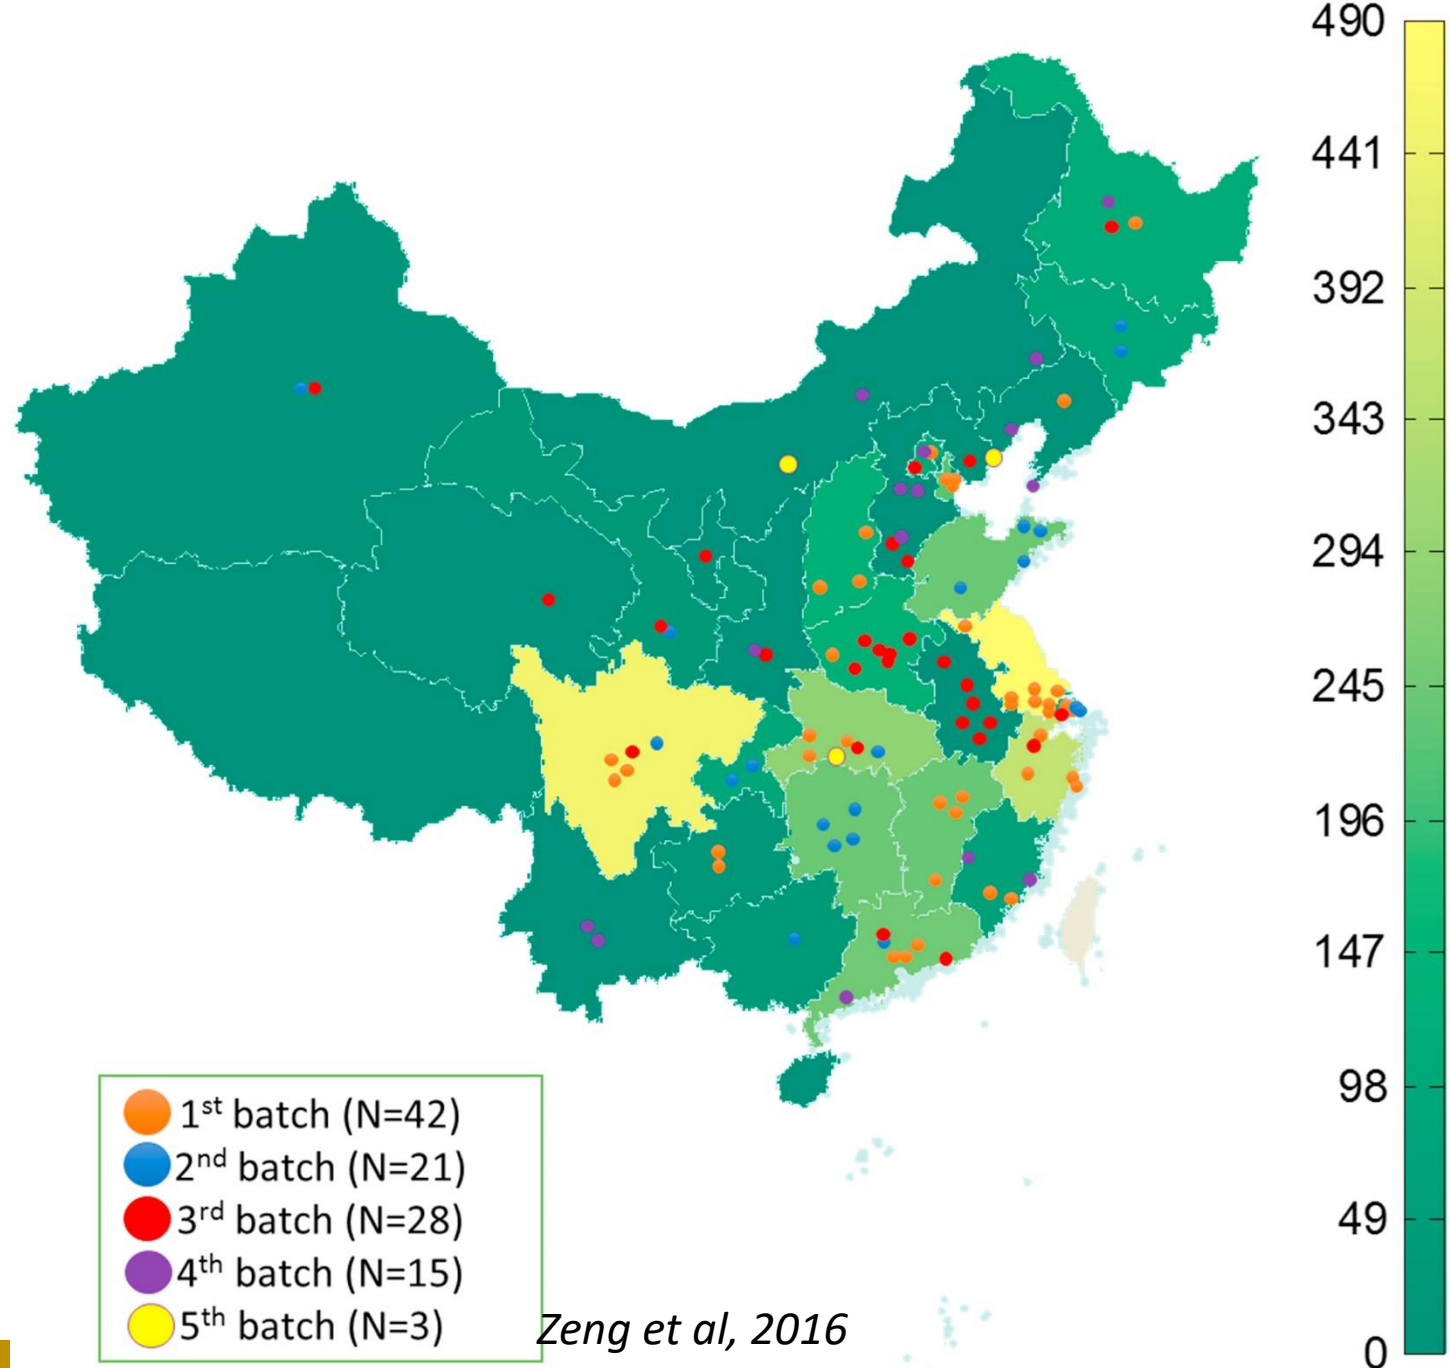 490
441
392
343
294
245
196
147
98
49
0
1st batch (N=42)
2nd batch (N=21)
3rd batch (N=28)
4th batch (N=15)
5th batch (N=3)
Zeng et al, 2016